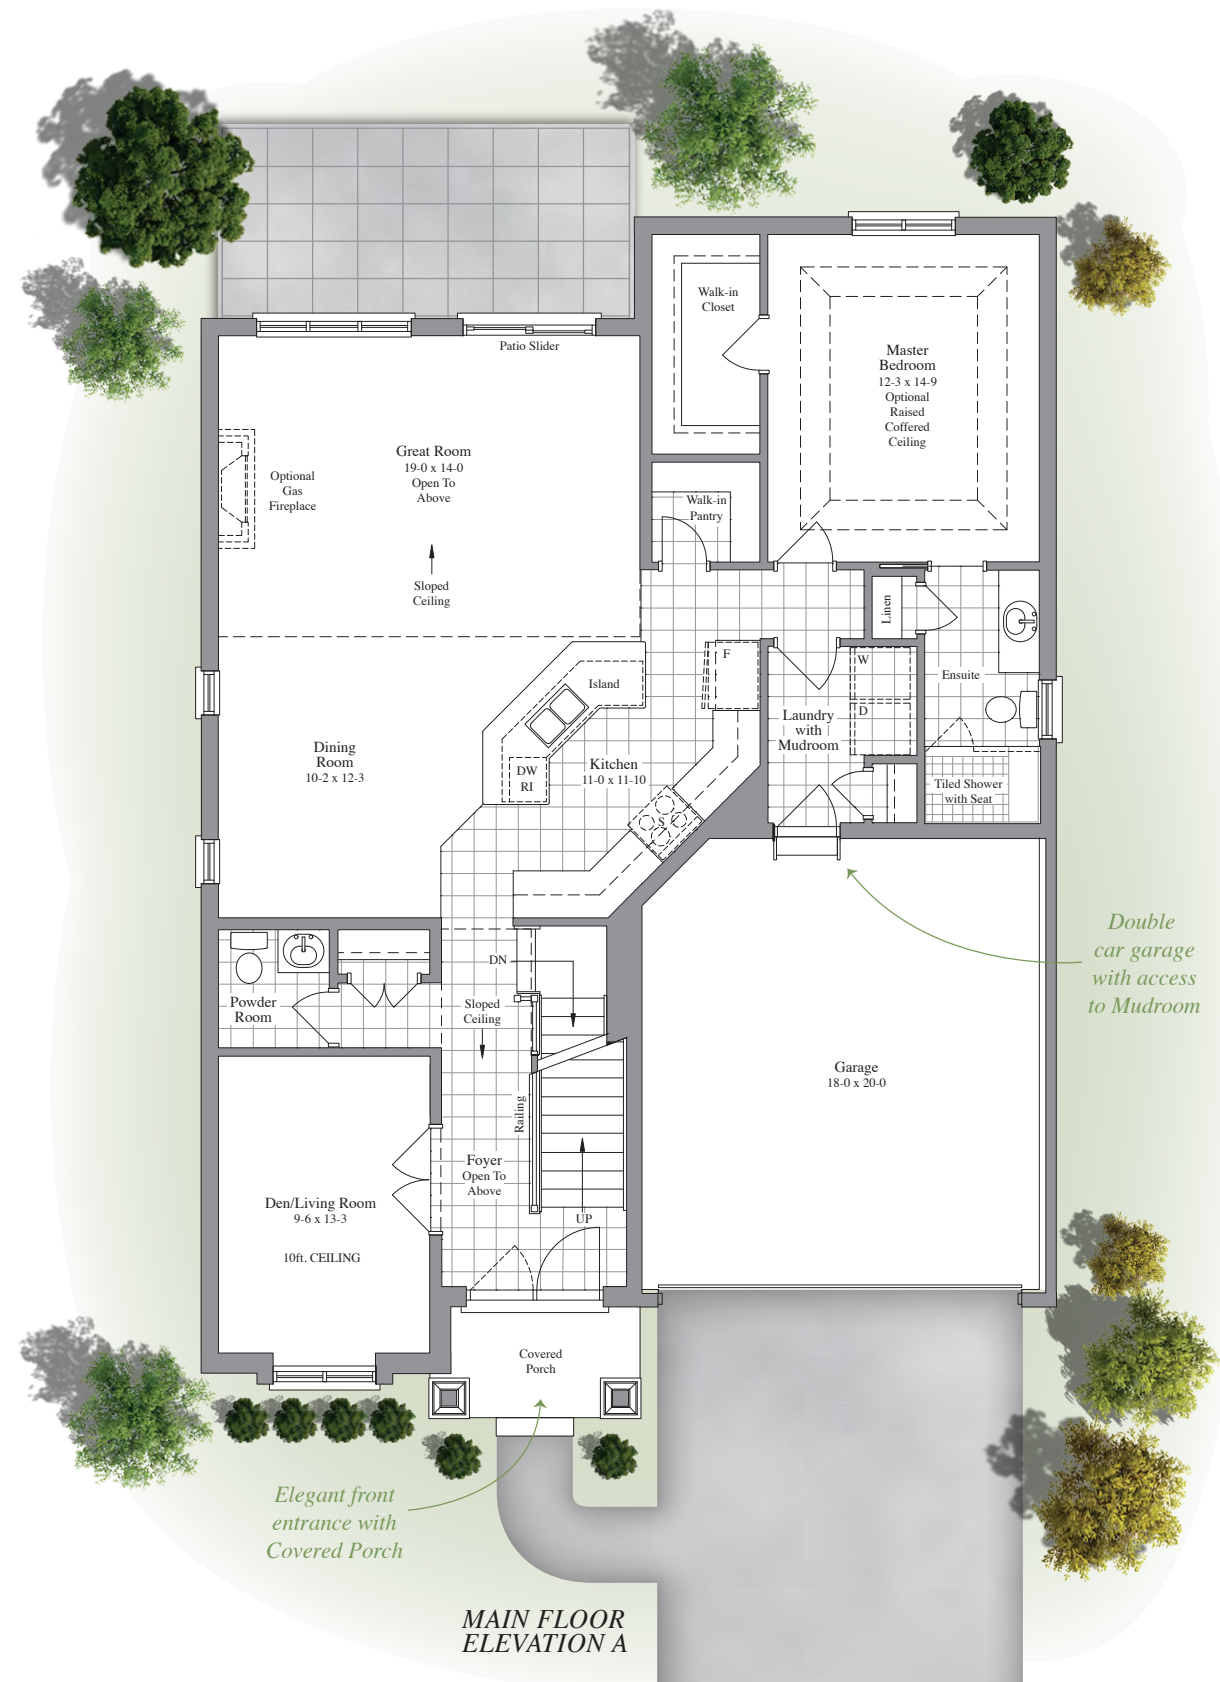 Walk-in
Closet
Master
Bedroom
12-3 x 14-9
Optional
Raised
Coffered
Ceiling
Patio Slider
Great Room
19-0 x 14-0
Open To
Above
Optional
Gas
Fireplace
Walk-in
Pantry
Sloped
Ceiling
Linen
F
W
Island
Ensuite
D
Laundry
with
Mudroom
Dining
Room
10-2 x 12-3
DW
RI
Kitchen
11-0 x 11-10
S
Tiled Shower
with Seat
Double
car garage
with access
to Mudroom
DN
Powder
Room
Sloped
Ceiling
Garage
18-0 x 20-0
Railing
Foyer
Open To
Above
Den/Living Room
9-6 x 13-3
10ft. CEILING
UP
Covered
Porch
Elegant front
entrance with
Covered Porch
MAIN FLOOR
ELEVATION A